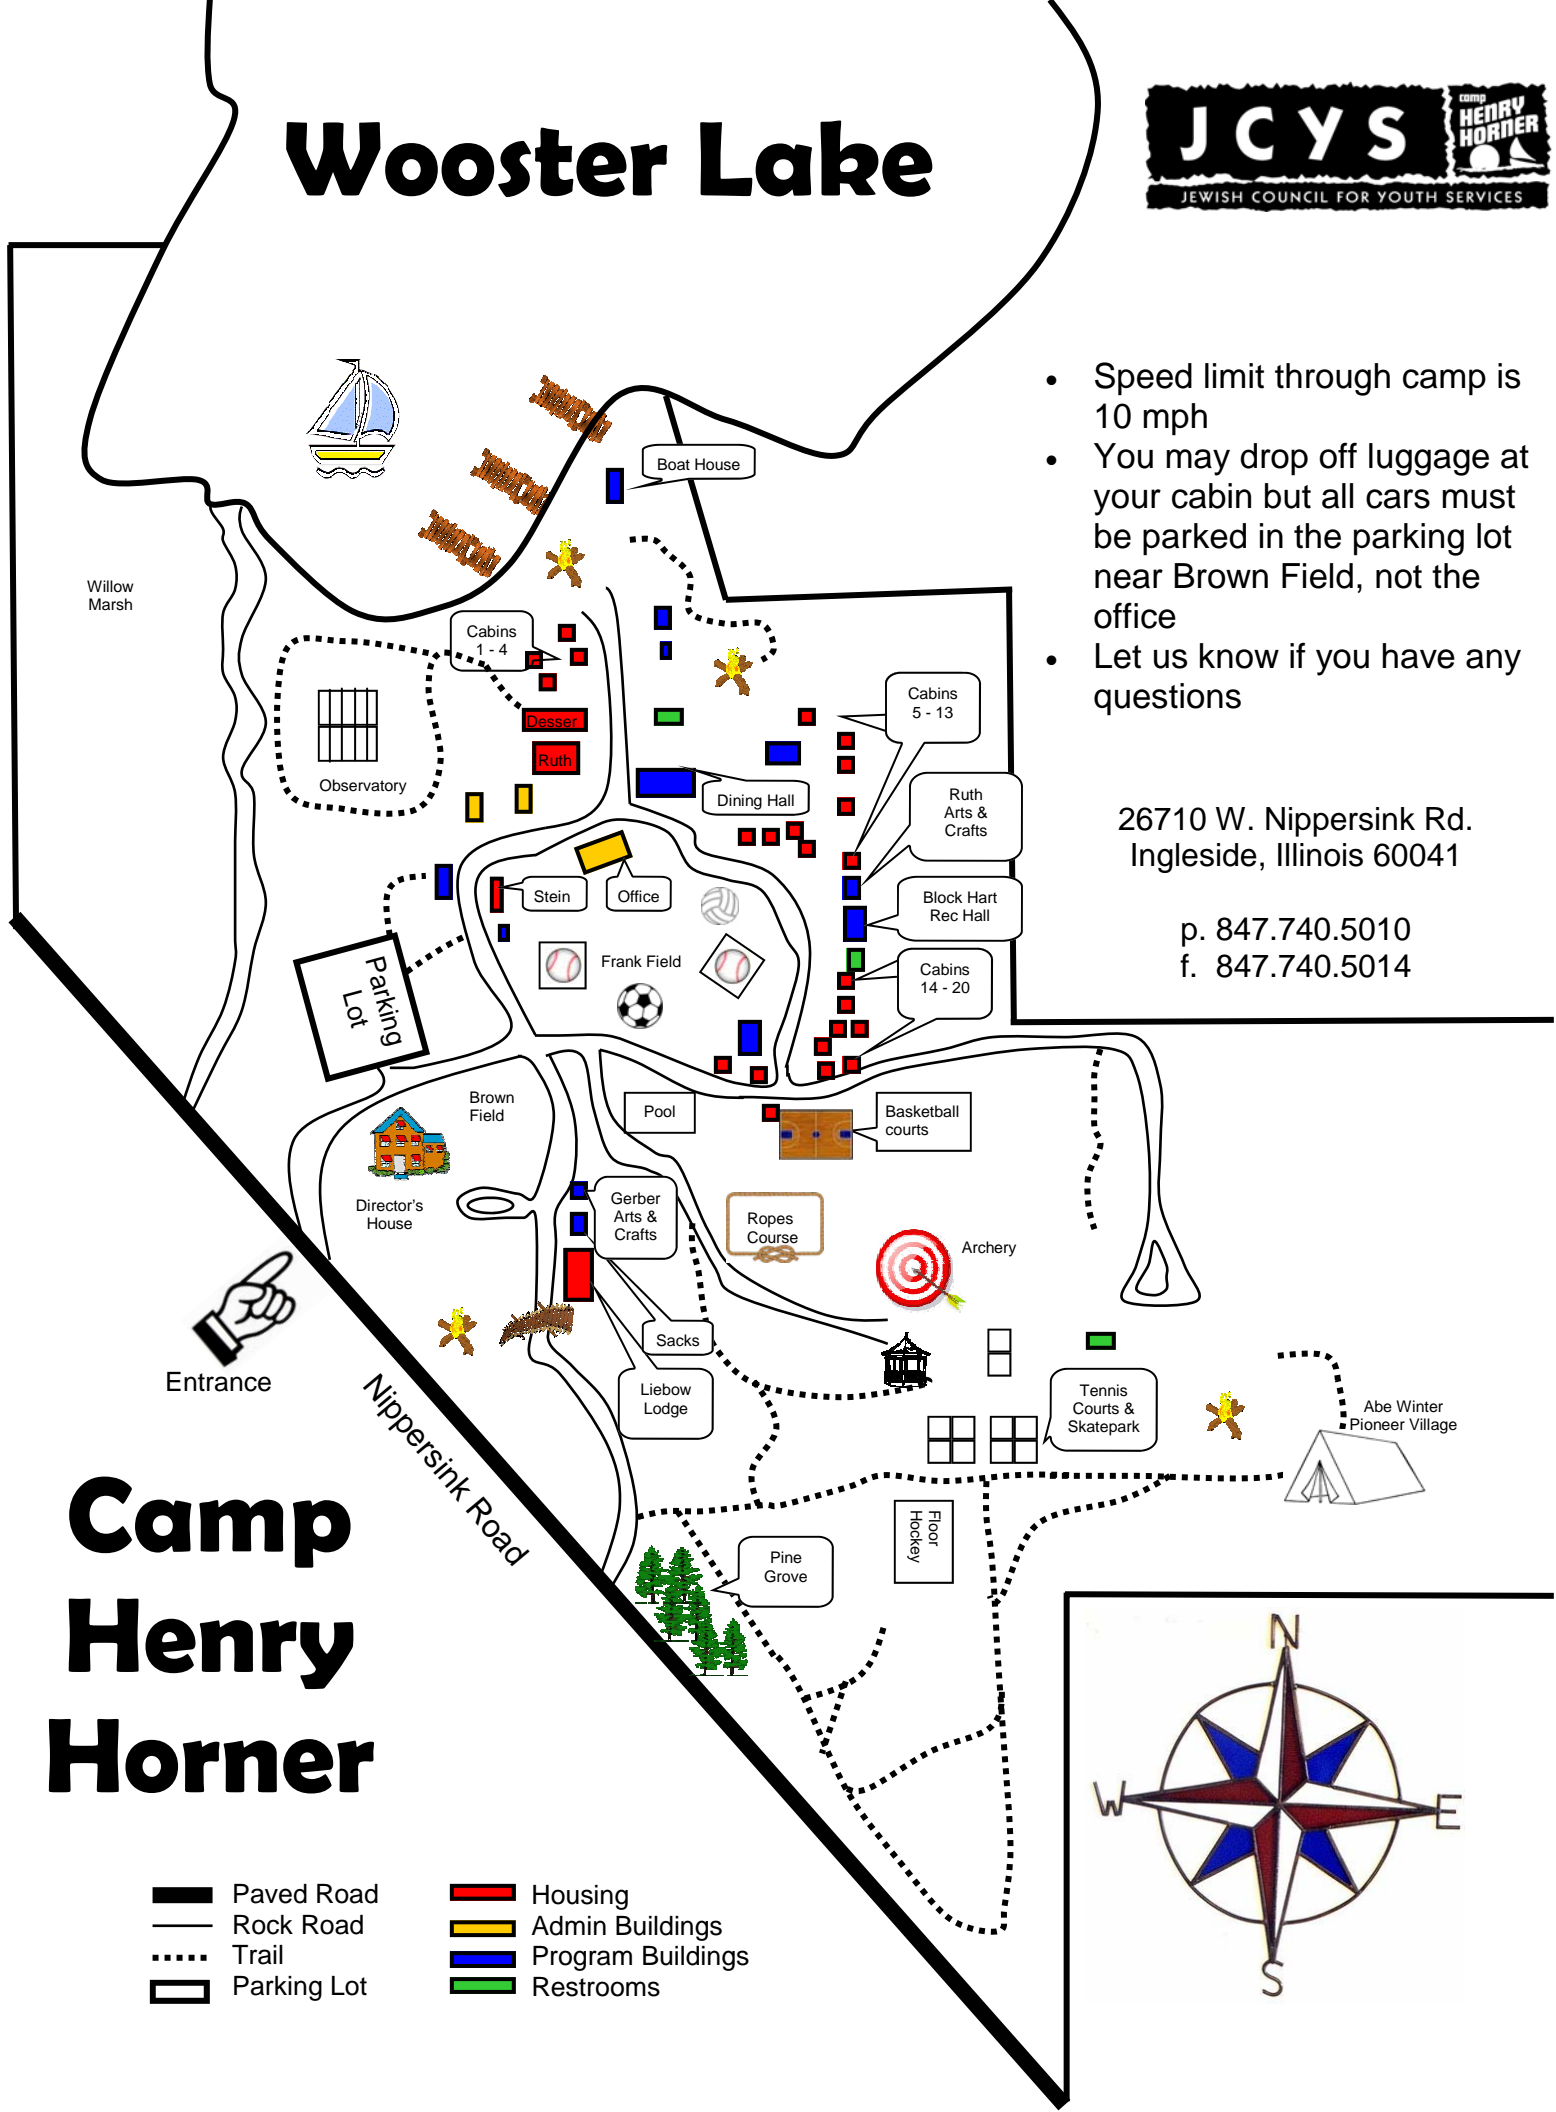 Wooster Lake
JCYS
camp
HENRY
HORNER
JEWISH COUNCIL FOR YOUTH SERVICES
• Speed limit through camp is
10 mph
• You may drop off luggage at
your cabin but all cars must
be parked in the parking lot
near Brown Field, not the
office
• Let us know if you have any
questions
26710 W. Nippersink Rd.
Ingleside, Illinois 60041
p. 847.740.5010
f. 847.740.5014
Boat House
Willow
Marsh
Cabins
1 - 4
Desser
Ruth
Observatory
Cabins
5 - 13
Dining Hall
Ruth
Arts &
Crafts
Stein
Office
Block Hart
Rec Hall
Frank Field
Cabins
14 - 20
Parking
Lot
Brown
Field
Pool
Basketball
courts
Director's
House
Gerber
Arts &
Crafts
Ropes
Course
Archery
Sacks
Entrance
Liebow
Lodge
Tennis
Courts &
Skatepark
Abe Winter
Pioneer Village
Nippersink Road
Floor
Hockey
Pine
Grove
Camp
Henry
Horner
N
W
E
S
Paved Road
Rock Road
Trail
Parking Lot
Housing
Admin Buildings
Program Buildings
Restrooms